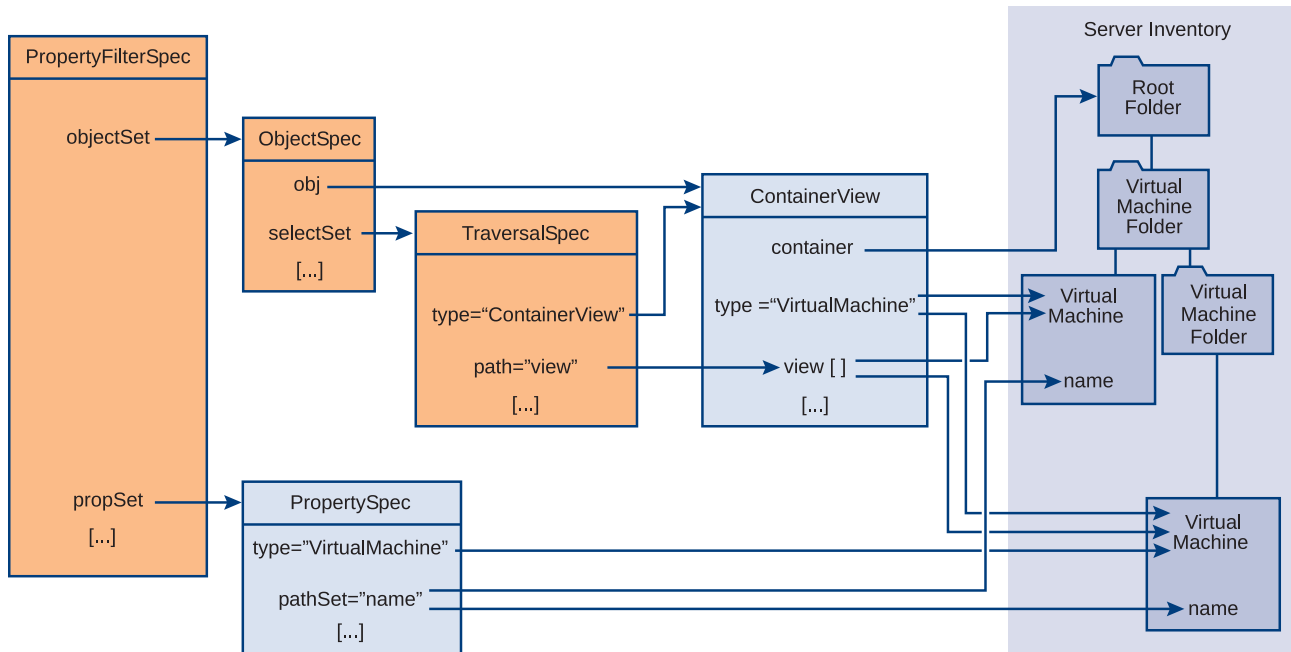 PropertyFilterSpec
objectSet
propSet
[...]
ObjectSpec
obj
selectSet
[...]
TraversalSpec
type=“ContainerView”
path=”view”
[...]
ContainerView
container
type =“VirtualMachine”
view [ ]
[...]
PropertySpec
type=”VirtualMachine”
pathSet=”name”
[...]
Server Inventory
Root
Folder
Virtual
Machine
Folder
Virtual
Machine
name
Virtual
Machine
Folder
Virtual
Machine
name